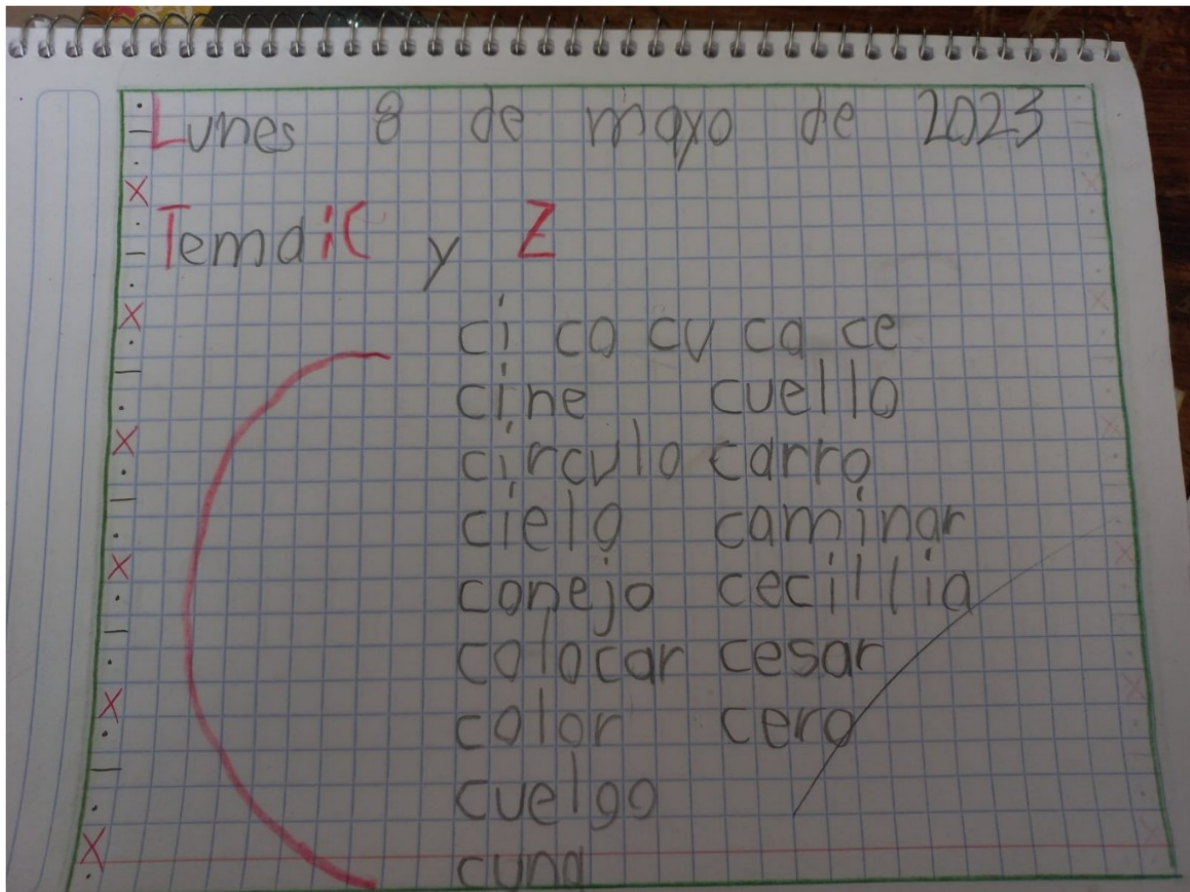 Lunes 8 de mayo de 2023
Tema: C y Z
ci co cu ca ce
cine cuello
circulo carro
cielo caminar
conejo cecillia
colocar cesar
color cero
cuelgo
cuna